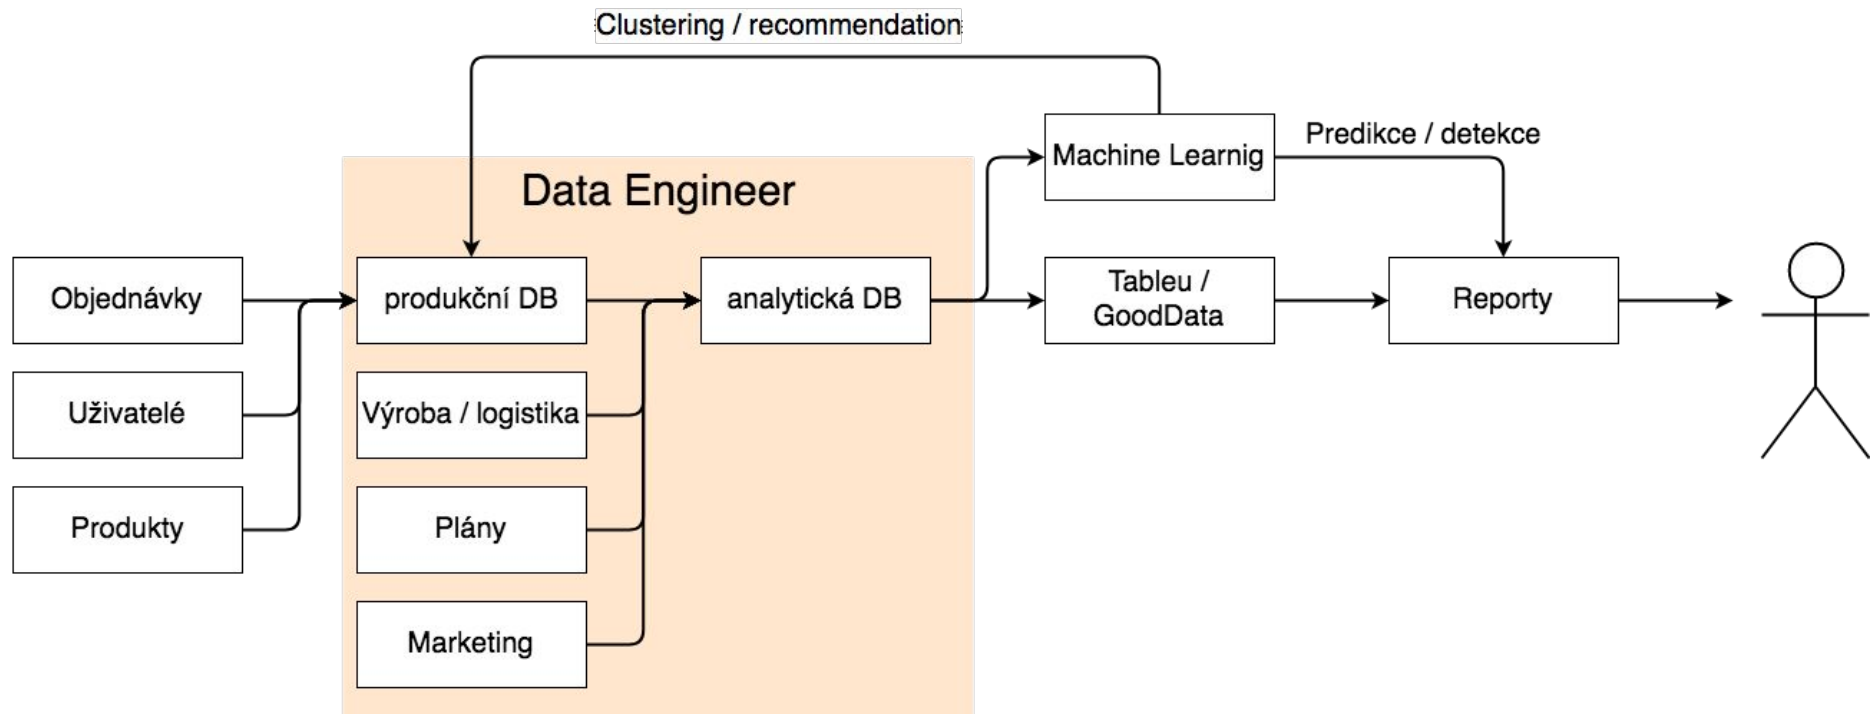 Clustering / recommendation
Machine Learnig
Predikce / detekce
Data Engineer
Objednávky
produkční DB
analytická DB
Tableu /
GoodData
Reporty
Uživatelé
Výroba / logistika
Produkty
Plány
Marketing